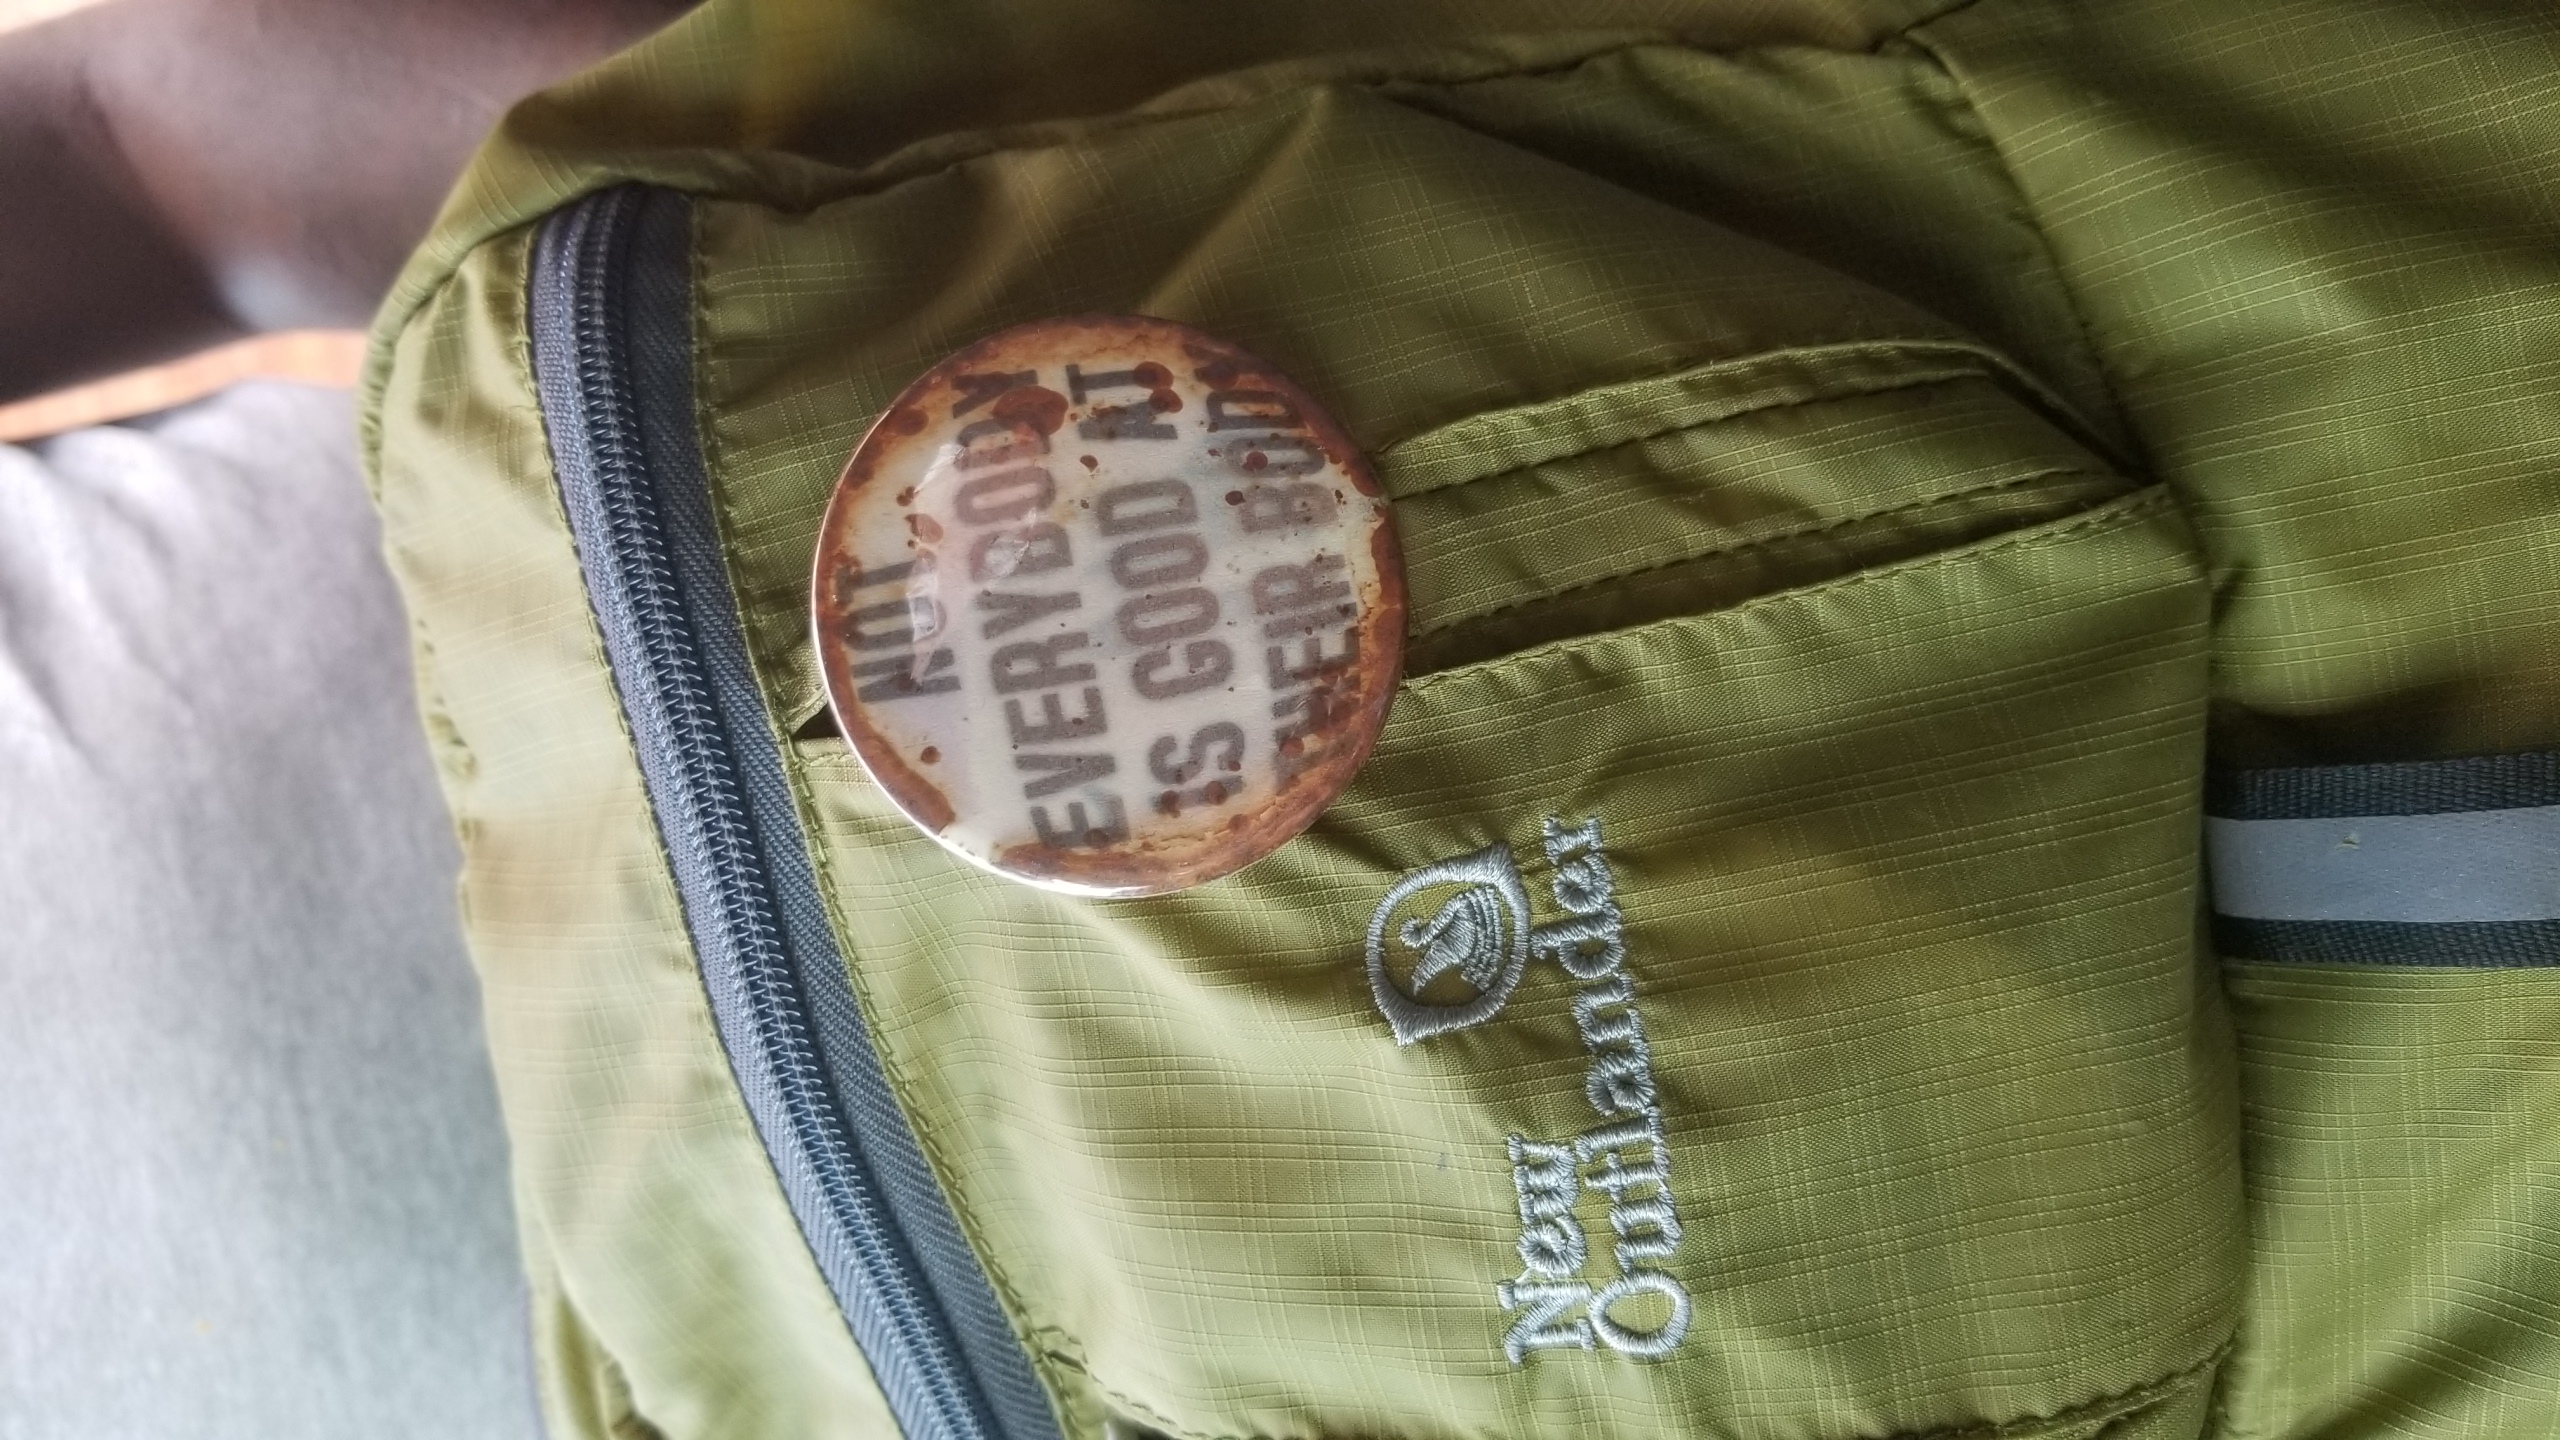 NOT
EVERYBODY
IS GOOD AT
THEIR BODY
New
Outlander